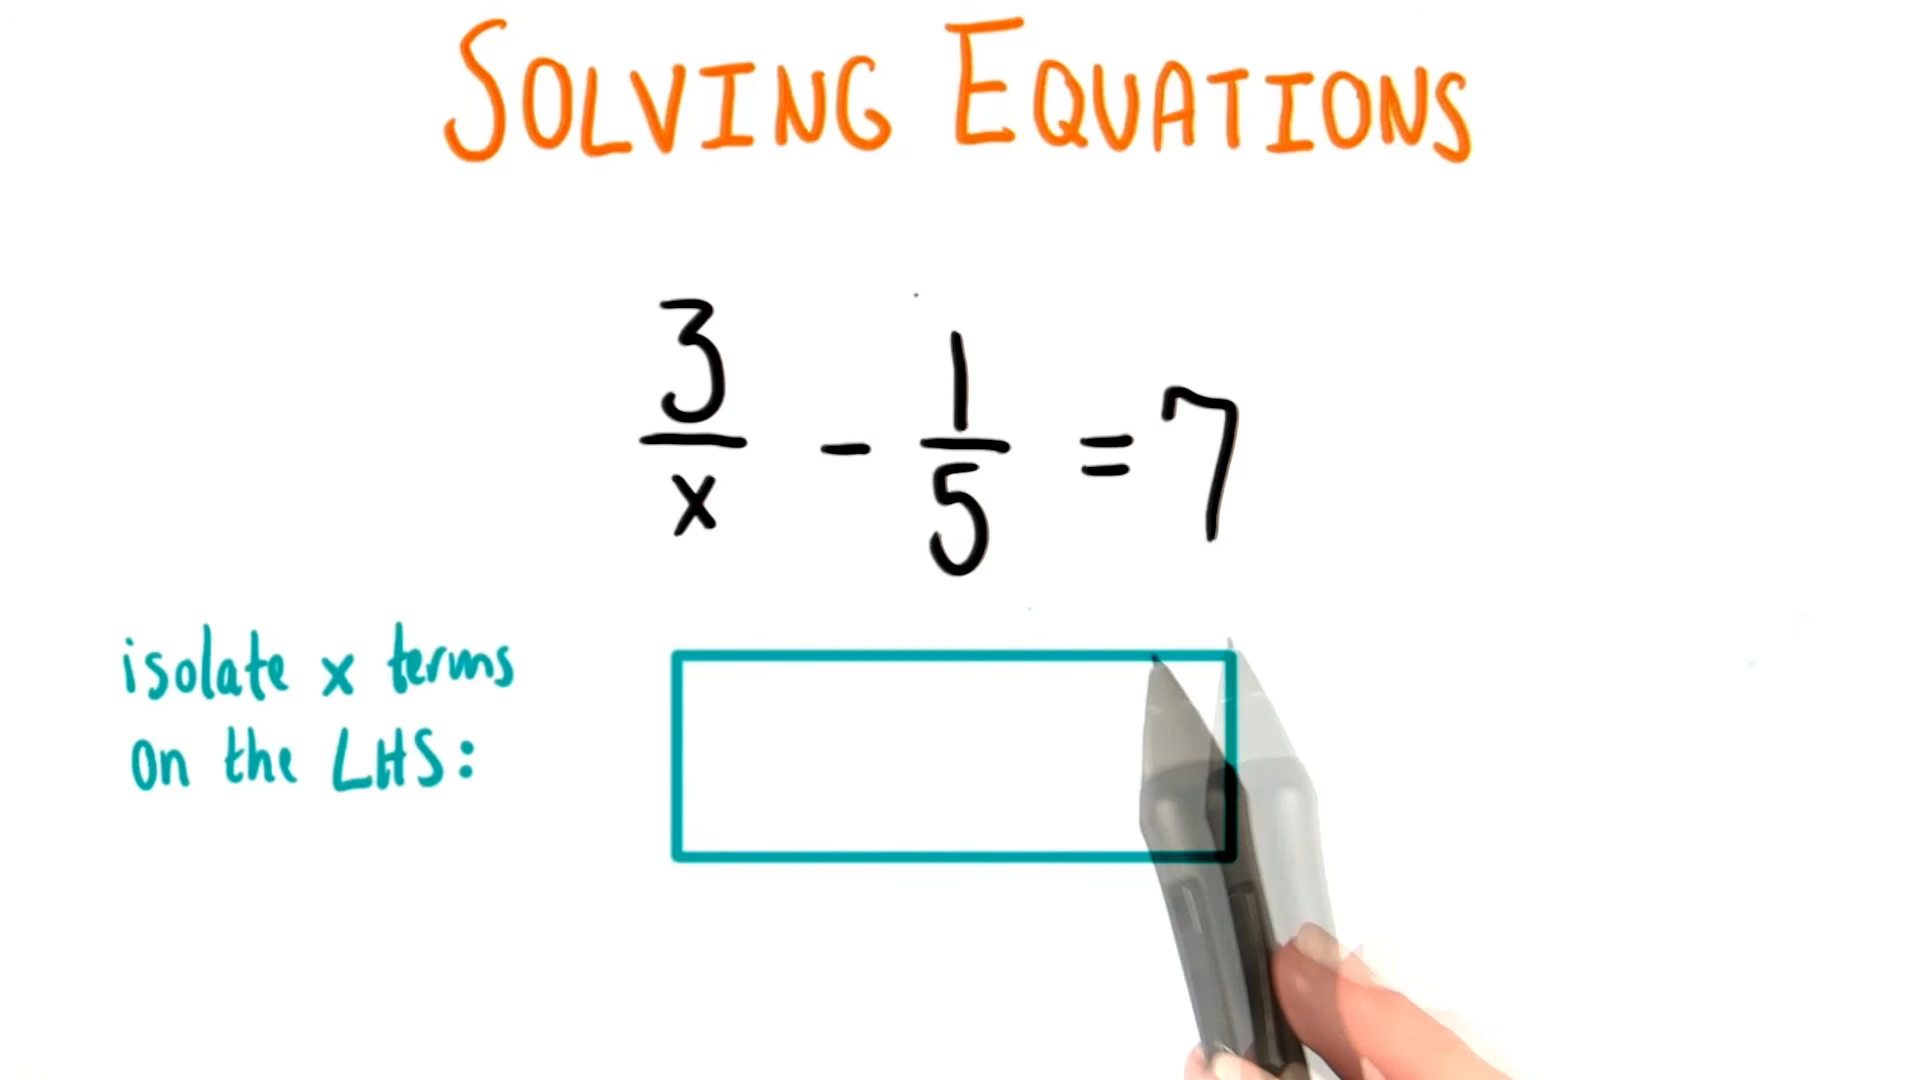 SOLVING EQUATIONS
3/x - 1/5 = 7
isolate x terms
on the LHS: